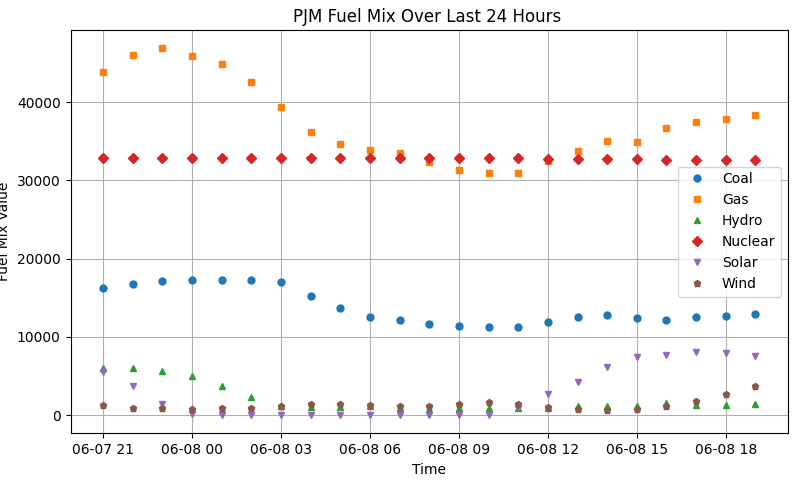 PJM Fuel Mix Over Last 24 Hours
Fuel Mix Value
40000
30000
20000
10000
0
Coal
Gas
Hydro
Nuclear
Solar
Wind
06-07 21 06-08 00 06-08 03 06-08 06 06-08 09 06-08 12 06-08 15 06-08 18
Time